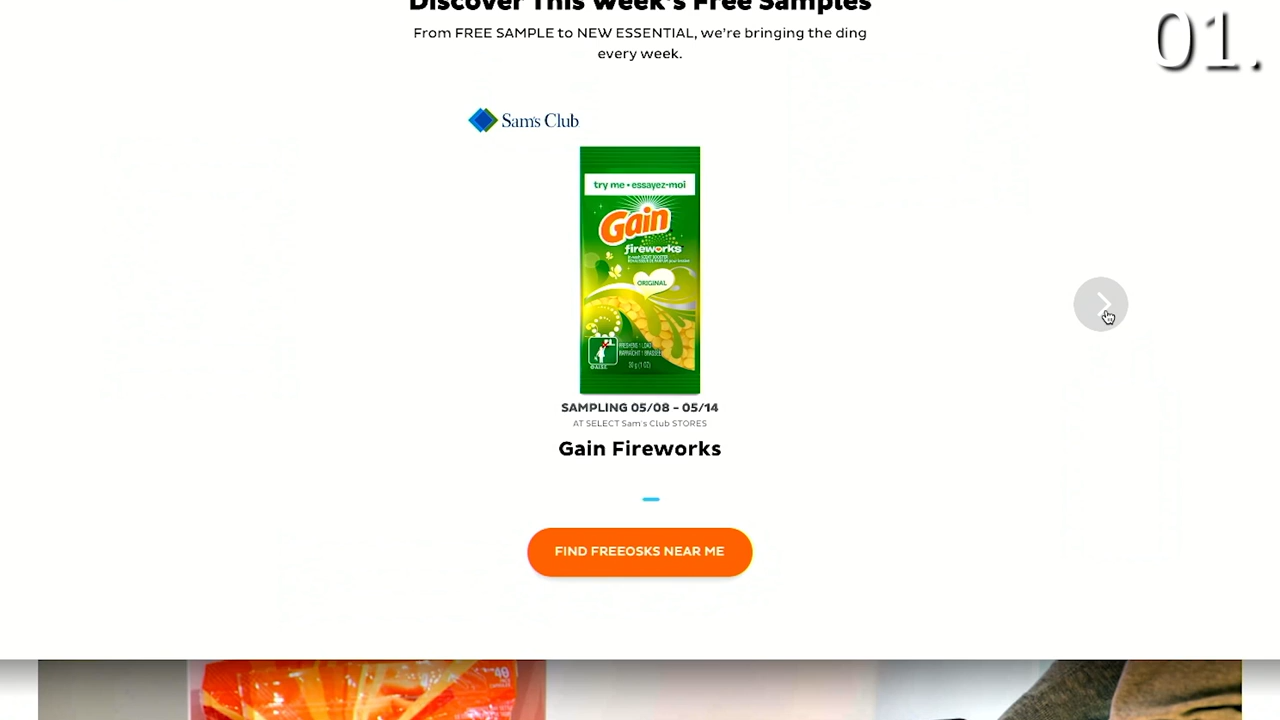 Discover This Week's Free Samples
01.
From FREE SAMPLE to NEW ESSENTIAL, we're bringing the ding
every week.
Sam's Club
try me • essayez-moi
Gain
fireworks
ORIGINAL
SAMPLING 05/08 - 05/14
AT SELECT Sam's Club STORES
Gain Fireworks
FIND FREEOSKS NEAR ME